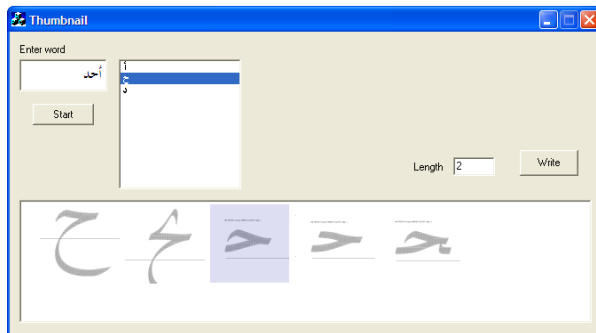 Thumbnail
Enter word
أحد
أ
ح
د
Start
Length 2
Write